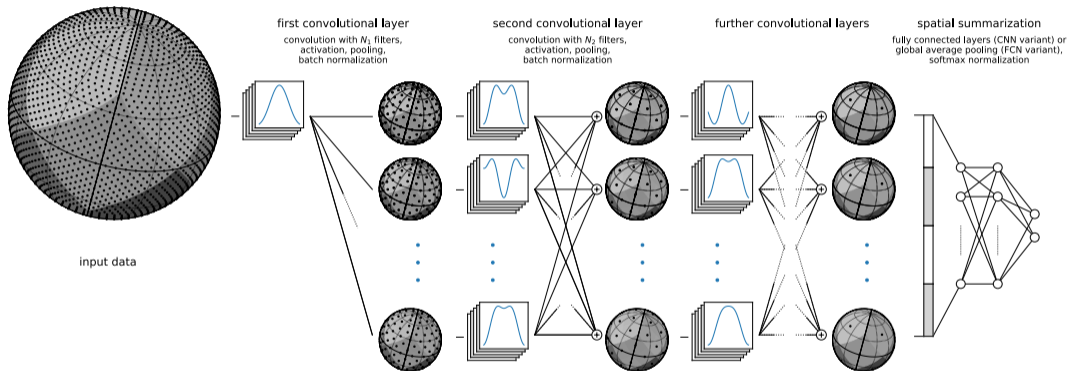 first convolutional layer
convolution with N₁ filters,
activation, pooling,
batch normalization
second convolutional layer
convolution with N₂ filters,
activation, pooling,
batch normalization
further convolutional layers
spatial summarization
fully connected layers (CNN variant) or
global average pooling (FCN variant),
softmax normalization
input data